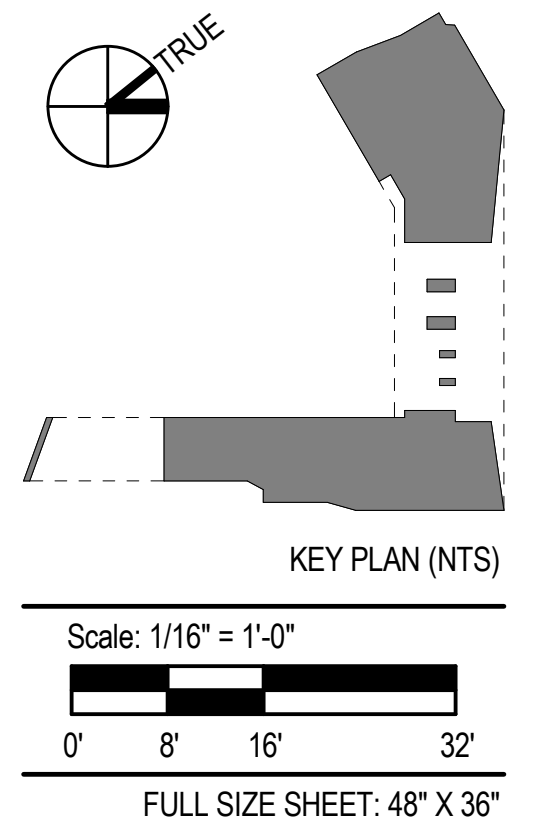 TRUE
KEY PLAN (NTS)
Scale: 1/16" = 1'-0"
0' 8' 16' 32'
FULL SIZE SHEET: 48" X 36"